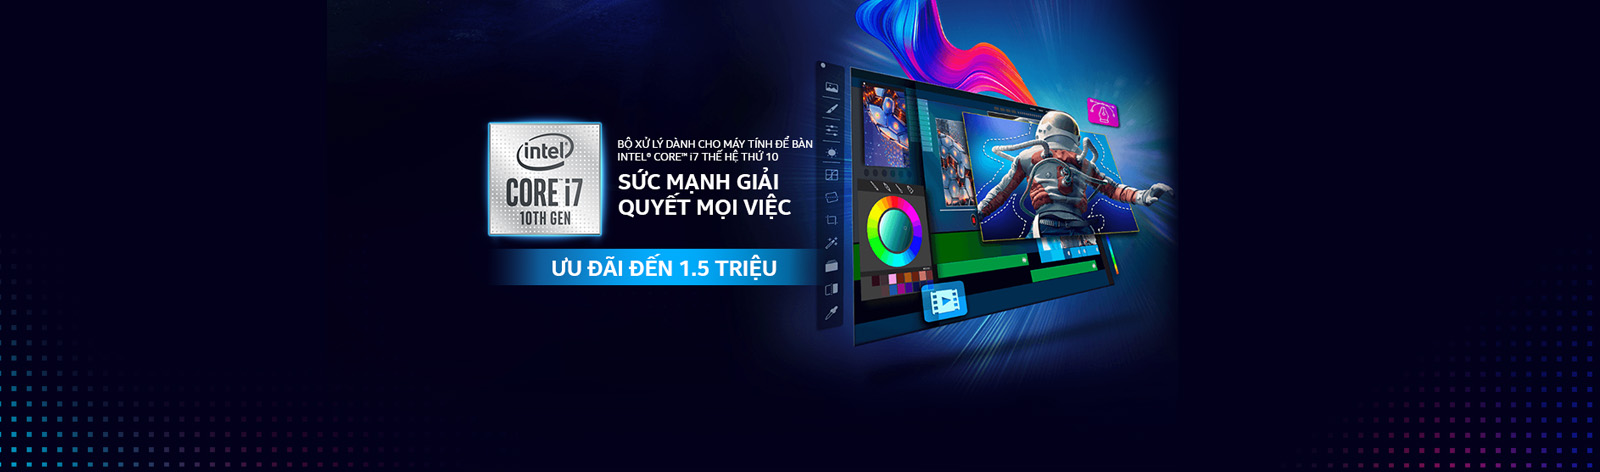 intel
CORE i7
10TH GEN
BỘ XỬ LÝ DÀNH CHO MÁY TÍNH ĐỂ BÀN
INTEL® CORE™ i7 THẾ HỆ THỨ 10
SỨC MẠNH GIẢI
QUYẾT MỌI VIỆC
ƯU ĐÃI ĐẾN 1.5 TRIỆU